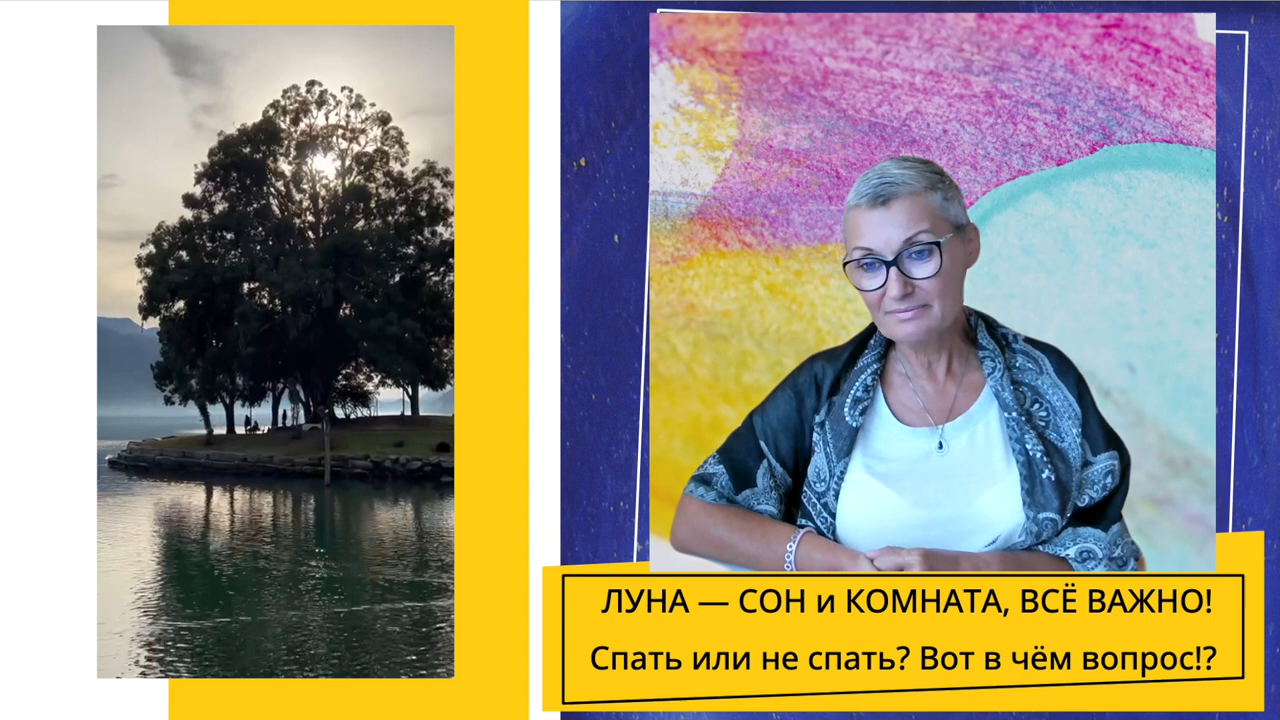 ЛУНА — СОН и КОМНАТА, ВСЁ ВАЖНО!
Спать или не спать? Вот в чём вопрос!?